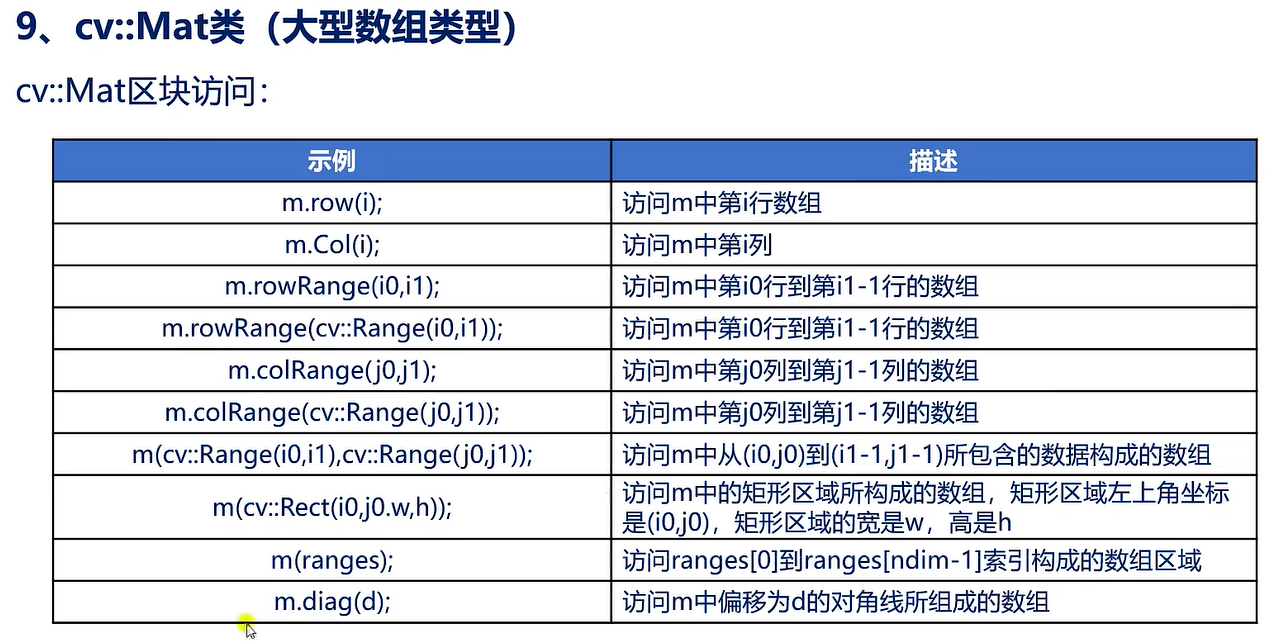 9、cv::Mat类（大型数组类型）
cv::Mat区块访问：
示例
描述
m.row(i);
访问m中第i行数组
m.Col(i);
访问m中第i列
m.rowRange(i0,i1);
访问m中第i0行到第i1-1行的数组
m.rowRange(cv::Range(i0,i1));
访问m中第i0行到第i1-1行的数组
m.colRange(j0,j1);
访问m中第j0列到第j1-1列的数组
m.colRange(cv::Range(j0,j1));
访问m中第j0列到第j1-1列的数组
m(cv::Range(i0,i1),cv::Range(j0,j1));
访问m中从(i0,j0)到(i1-1,j1-1)所包含的数据构成的数组
m(cv::Rect(i0,j0.w,h));
访问m中的矩形区域所构成的数组，矩形区域左上角坐标
是(i0,j0)，矩形区域的宽是w，高是h
m(ranges);
访问ranges[0]到ranges[ndim-1]索引构成的数组区域
m.diag(d);
访问m中偏移为d的对角线所组成的数组